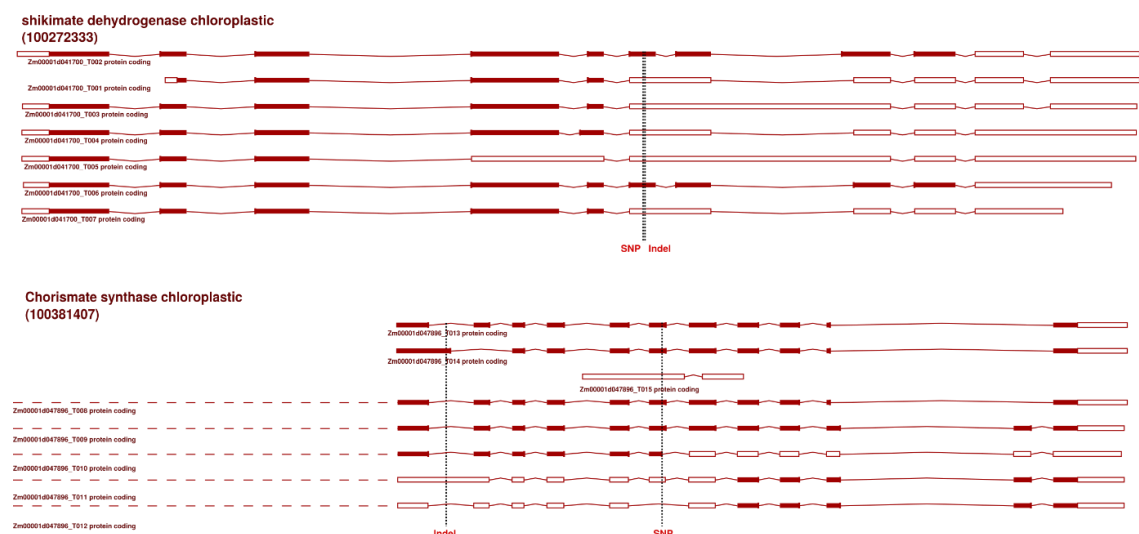 shikimate dehydrogenase chloroplastic
(100272333)
Zm00001d041700_T002 protein coding
Zm00001d041700_T001 protein coding
Zm00001d041700_T003 protein coding
Zm00001d041700_T004 protein coding
Zm00001d041700_T005 protein coding
Zm00001d041700_T006 protein coding
Zm00001d041700_T007 protein coding
SNP Indel
Chorismate synthase chloroplastic
(100381407)
Zm00001d047896_T013 protein coding
Zm00001d047896_T014 protein coding
Zm00001d047896_T015 protein coding
Zm00001d047896_T008 protein coding
Zm00001d047896_T009 protein coding
Zm00001d047896_T010 protein coding
Zm00001d047896_T011 protein coding
Zm00001d047896_T012 protein coding
Indel SNP